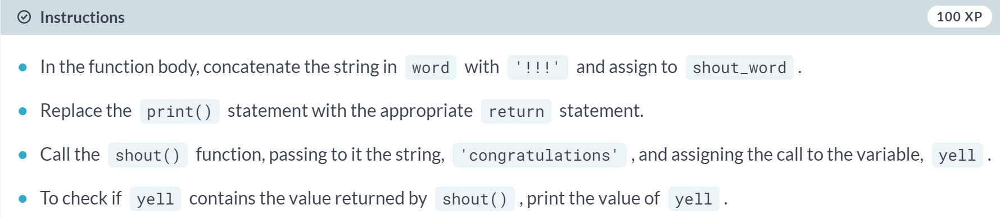 Instructions 100 XP
In the function body, concatenate the string in word with '!!!' and assign to shout_word .
Replace the print() statement with the appropriate return statement.
Call the shout() function, passing to it the string, 'congratulations' , and assigning the call to the variable, yell .
To check if yell contains the value returned by shout() , print the value of yell .